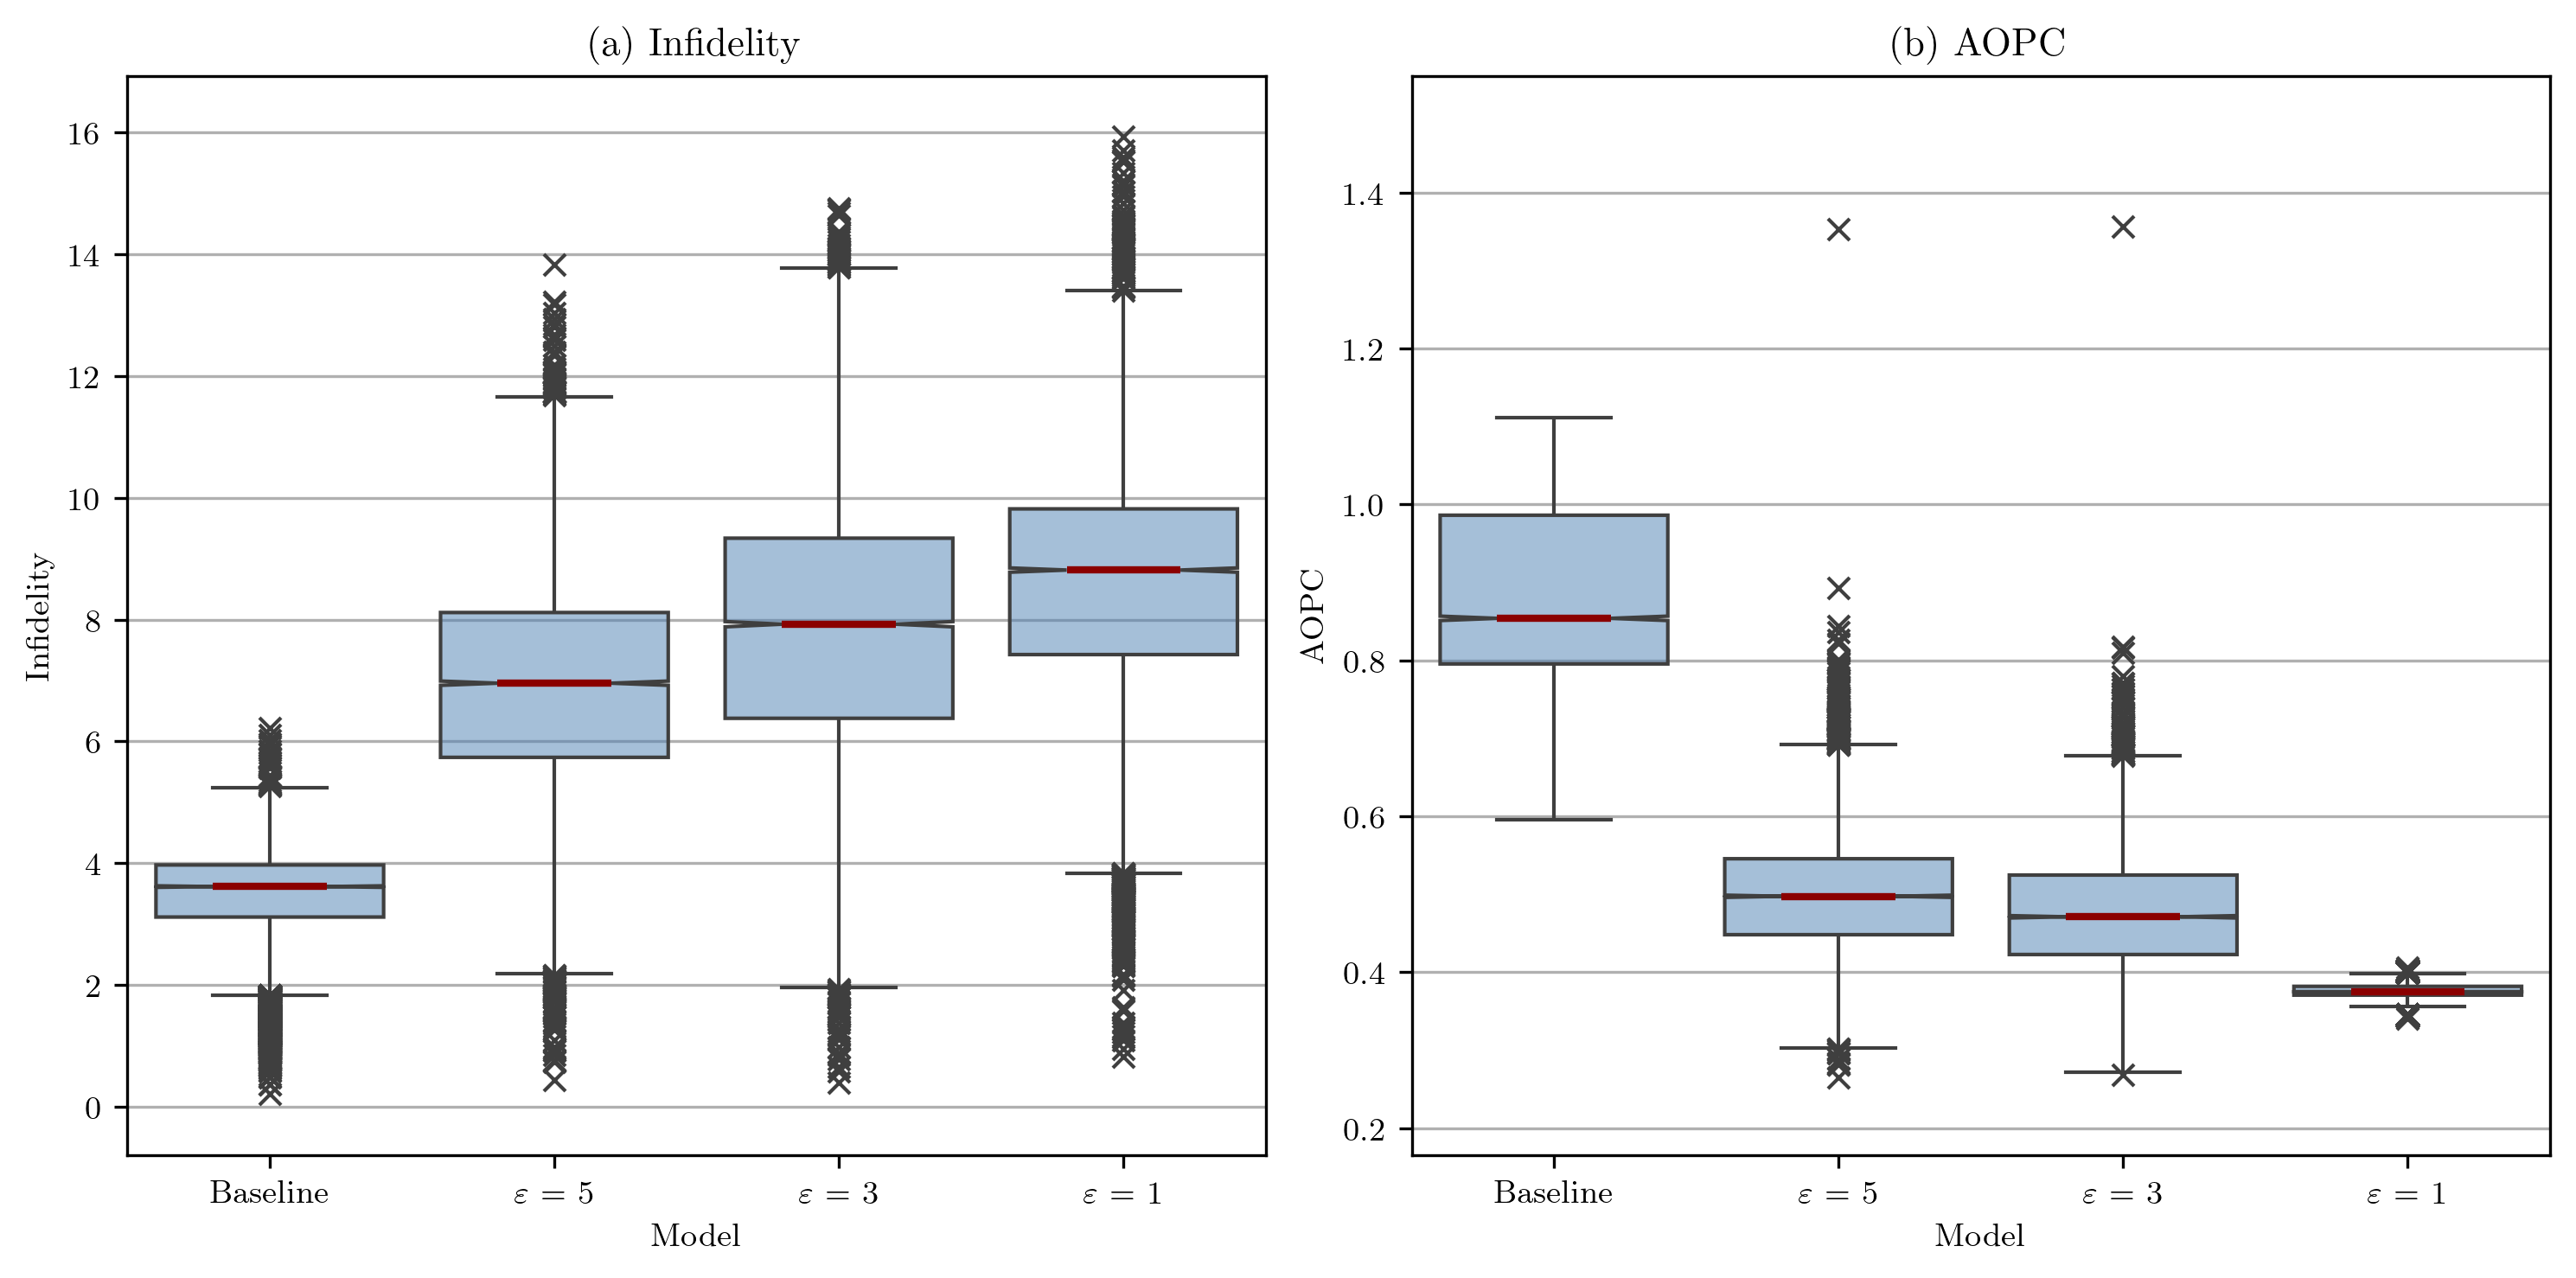 (a) Infidelity
Infidelity
16
14
12
10
8
6
4
2
0
Baseline
ε = 5
ε = 3
ε = 1
Model
(b) AOPC
AOPC
1.4
1.2
1.0
0.8
0.6
0.4
0.2
Baseline
ε = 5
ε = 3
ε = 1
Model